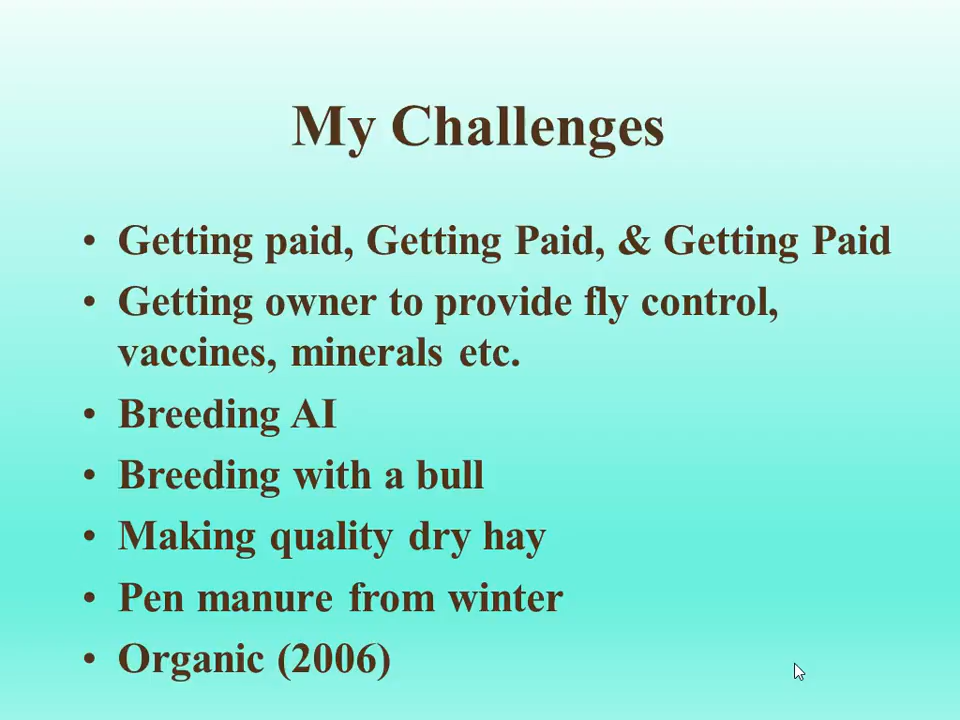 My Challenges
• Getting paid, Getting Paid, & Getting Paid
• Getting owner to provide fly control,
vaccines, minerals etc.
• Breeding AI
• Breeding with a bull
• Making quality dry hay
• Pen manure from winter
• Organic (2006)